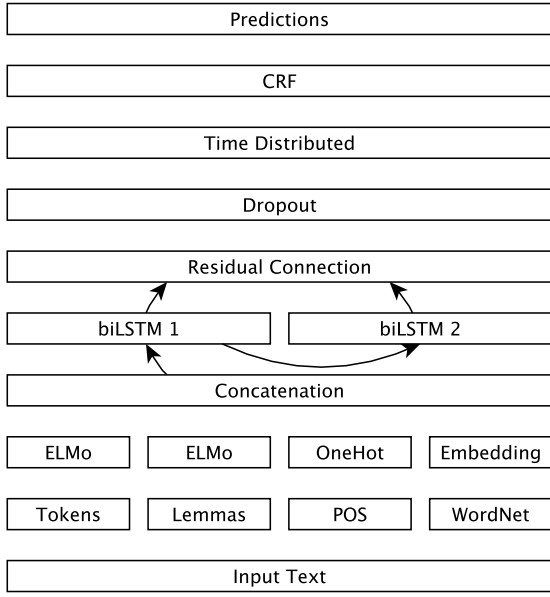 Predictions
CRF
Time Distributed
Dropout
Residual Connection
biLSTM 1 biLSTM 2
Concatenation
ELMo ELMo OneHot Embedding
Tokens Lemmas POS WordNet
Input Text